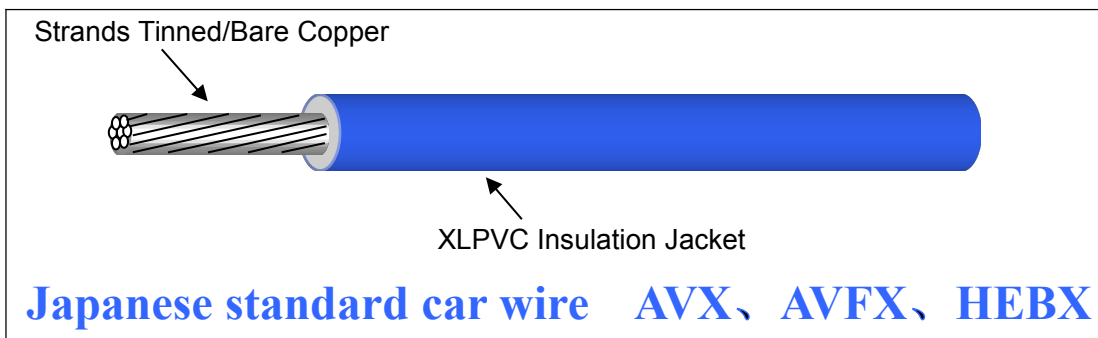 Strands Tinned/Bare Copper
XLPVC Insulation Jacket
Japanese standard car wire AVX、AVFX、HEBX